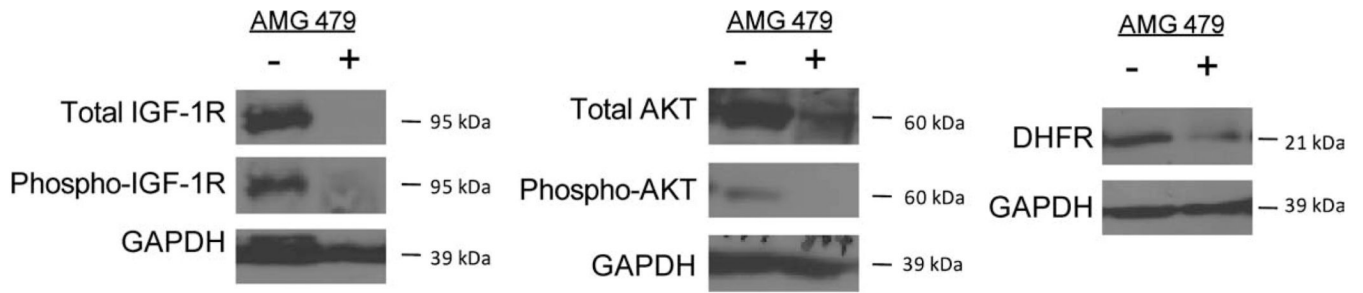 AMG 479
- +
Total IGF-1R — 95 kDa
Phospho-IGF-1R — 95 kDa
GAPDH — 39 kDa
AMG 479
- +
Total AKT — 60 kDa
Phospho-AKT — 60 kDa
GAPDH — 39 kDa
AMG 479
- +
DHFR — 21 kDa
GAPDH — 39 kDa